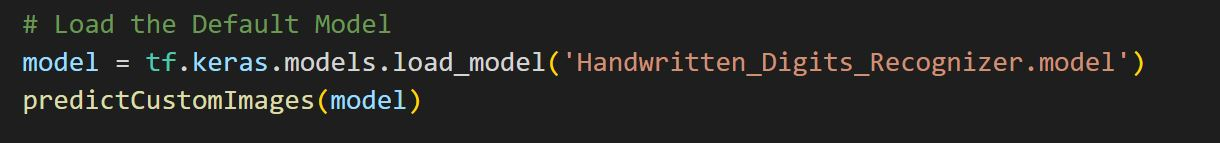 # Load the Default Model
model = tf.keras.models.load_model('Handwritten_Digits_Recognizer.model')
predictCustomImages(model)